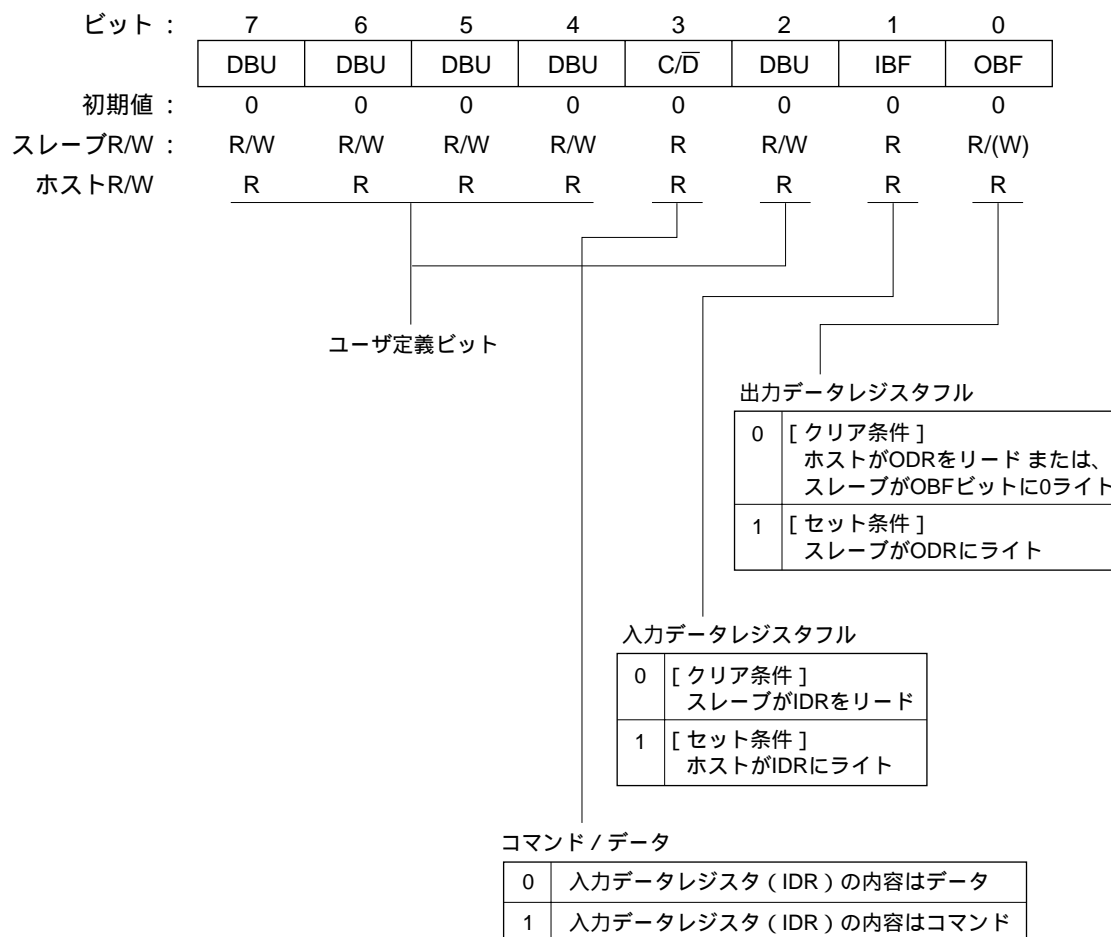 ビット： 7 6 5 4 3 2 1 0
DBU DBU DBU DBU C/D̅ DBU IBF OBF
初期値： 0 0 0 0 0 0 0 0
スレーブR/W： R/W R/W R/W R/W R R/W R R/(W)
ホストR/W R R R R R R R R
ユーザ定義ビット
出力データレジスタフル
0 ［クリア条件］
ホストがODRをリード または、
スレーブがOBFビットに0ライト
1 ［セット条件］
スレーブがODRにライト
入力データレジスタフル
0 ［クリア条件］
スレーブがIDRをリード
1 ［セット条件］
ホストがIDRにライト
コマンド／データ
0 入力データレジスタ（IDR）の内容はデータ
1 入力データレジスタ（IDR）の内容はコマンド